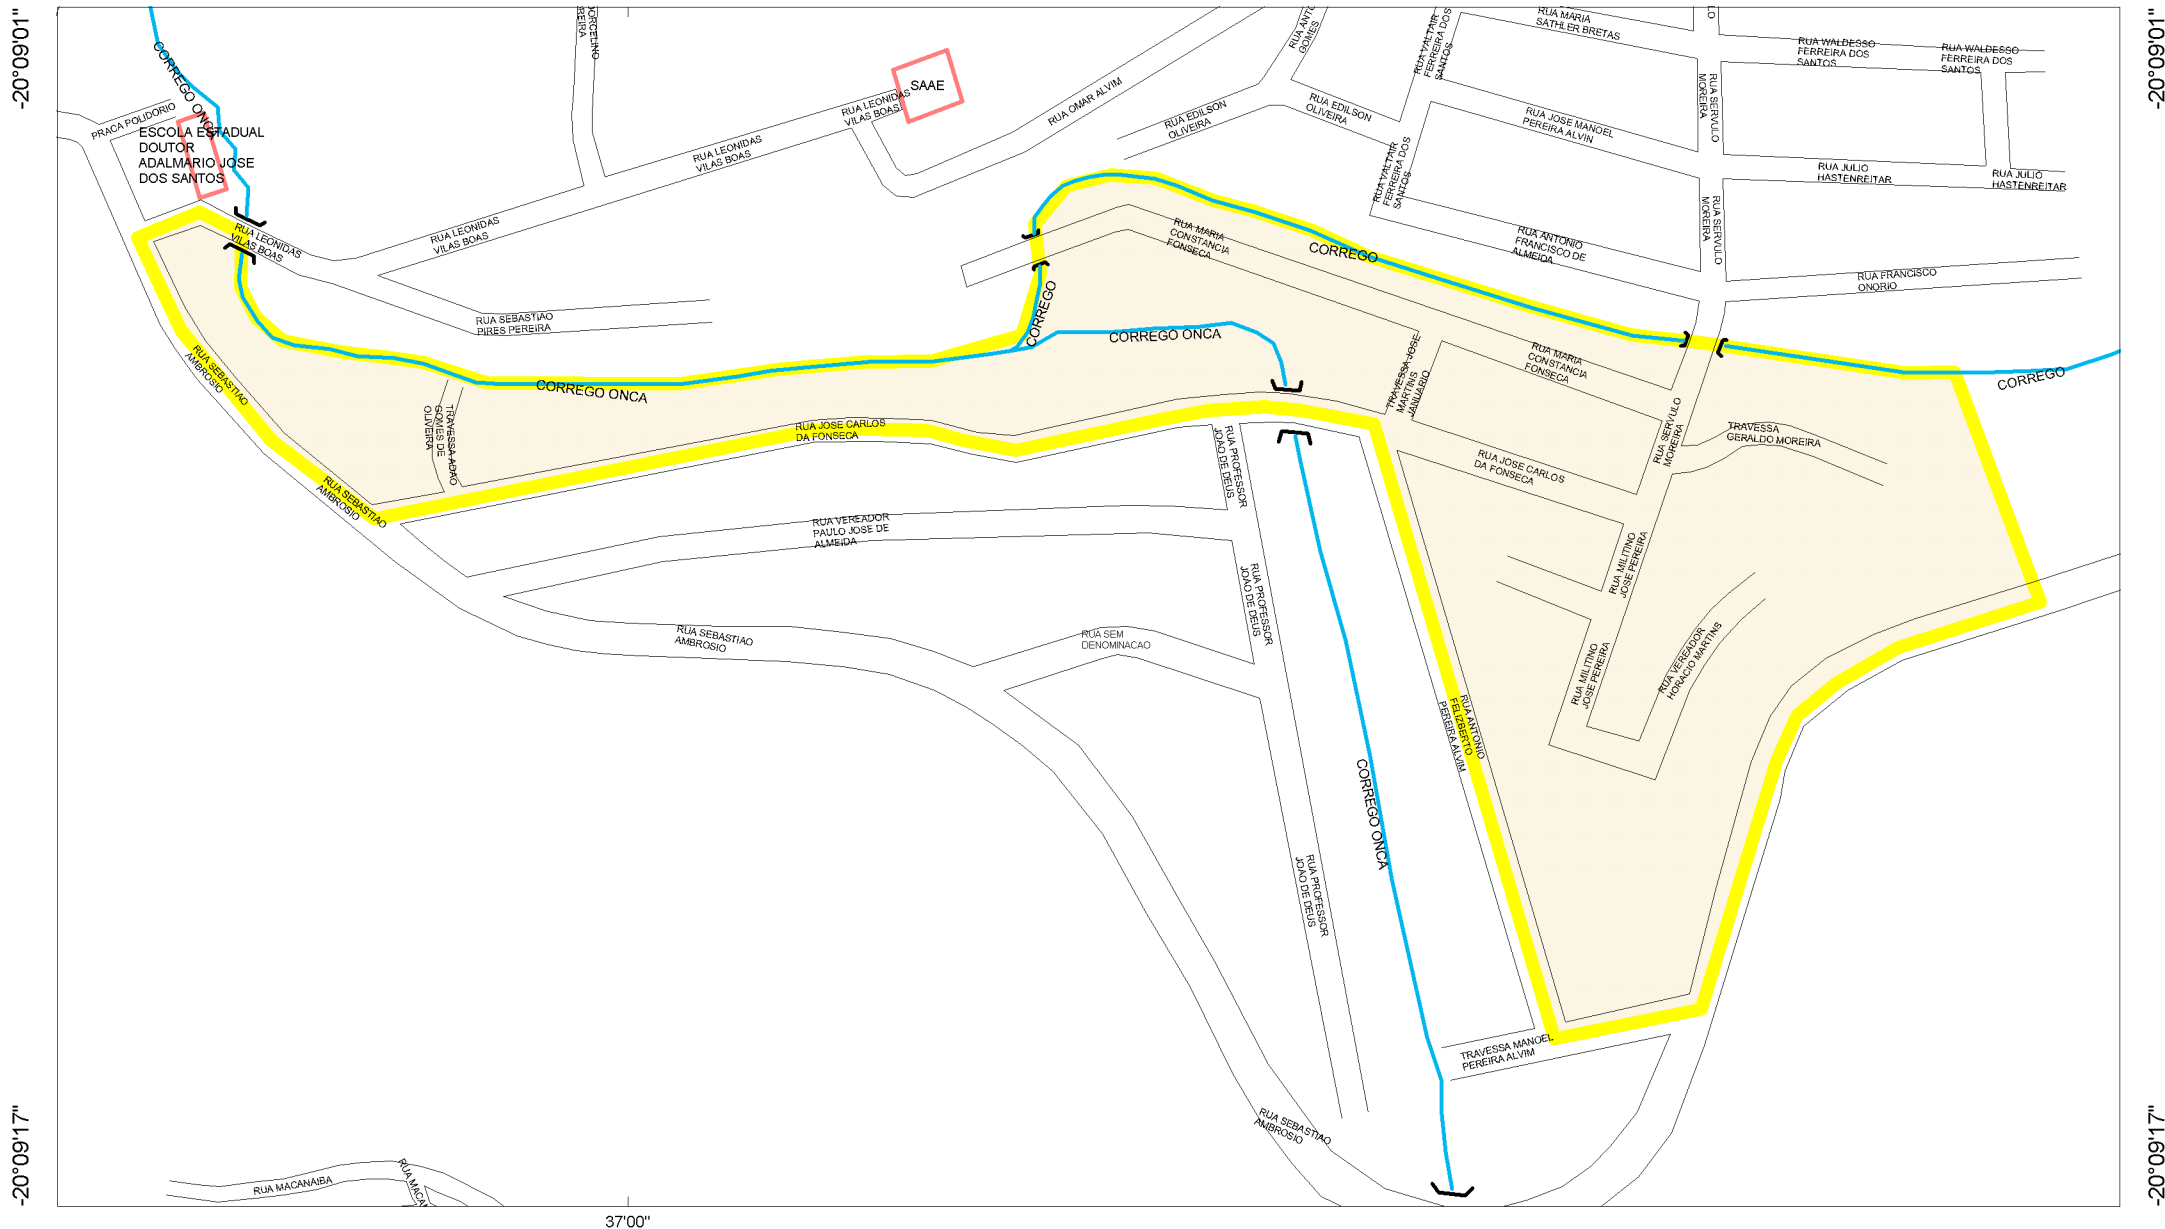 -20°09'01"
-20°09'01"
CORREGO ONCA
PRACA POLIDORIO
ESCOLA ESTADUAL
DOUTOR
ADALMARIO JOSE
DOS SANTOS
SAAE
RUA LEONIDAS
VILAS BOAS
RUA LEONIDAS
VILAS BOAS
RUA LEONIDAS
VILAS BOAS
RUA LEONIDAS
VILAS BOAS
RUA OMAR ALVIM
RUA EDILSON
OLIVEIRA
RUA EDILSON
OLIVEIRA
GOMES
RUA VALTAIR
FERREIRA DOS
SANTOS
RUA VALTAIR
FERREIRA DOS
SANTOS
RUA MARIA
SATHLER BRETAS
RUA WALDESSO
FERREIRA DOS
SANTOS
RUA WALDESSO
FERREIRA DOS
SANTOS
RUA SERVULO
MOREIRA
RUA JOSE MANOEL
PEREIRA ALVIN
RUA JULIO
HASTENREITAR
RUA JULIO
HASTENREITAR
RUA SERVULO
MOREIRA
RUA ANTONIO
FRANCISCO DE
ALMEIDA
RUA FRANCISCO
ONORIO
RUA MARIA
CONSTANCIA
FONSECA
CORREGO
RUA SEBASTIAO
PIRES PEREIRA
CORREGO
CORREGO ONCA
RUA MARIA
CONSTANCIA
FONSECA
CORREGO
TRAVESSA JOSE
MARTINS
JANUARIO
RUA SEBASTIAO
AMBROSIO
CORREGO ONCA
TRAVESSA ADAO
GOMES DE
OLIVEIRA
RUA JOSE CARLOS
DA FONSECA
RUA PROFESSOR
JOAO DE DEUS
RUA SERVULO
MOREIRA
TRAVESSA
GERALDO MOREIRA
RUA JOSE CARLOS
DA FONSECA
RUA SEBASTIAO
AMBROSIO
RUA VEREADOR
PAULO JOSE DE
ALMEIDA
RUA MILITINO
JOSE PEREIRA
RUA PROFESSOR
JOAO DE DEUS
RUA SEBASTIAO
AMBROSIO
RUA SEM
DENOMINACAO
RUA MILITINO
JOSE PEREIRA
RUA VEREADOR
HORACIO MARTINS
RUA ANTONIO
FELIZBERTO
PEREIRA ALVIM
CORREGO ONCA
RUA PROFESSOR
JOAO DE DEUS
TRAVESSA MANOEL
PEREIRA ALVIM
RUA SEBASTIAO
AMBROSIO
RUA MACANAIBA
-20°09'17"
-20°09'17"
37'00"